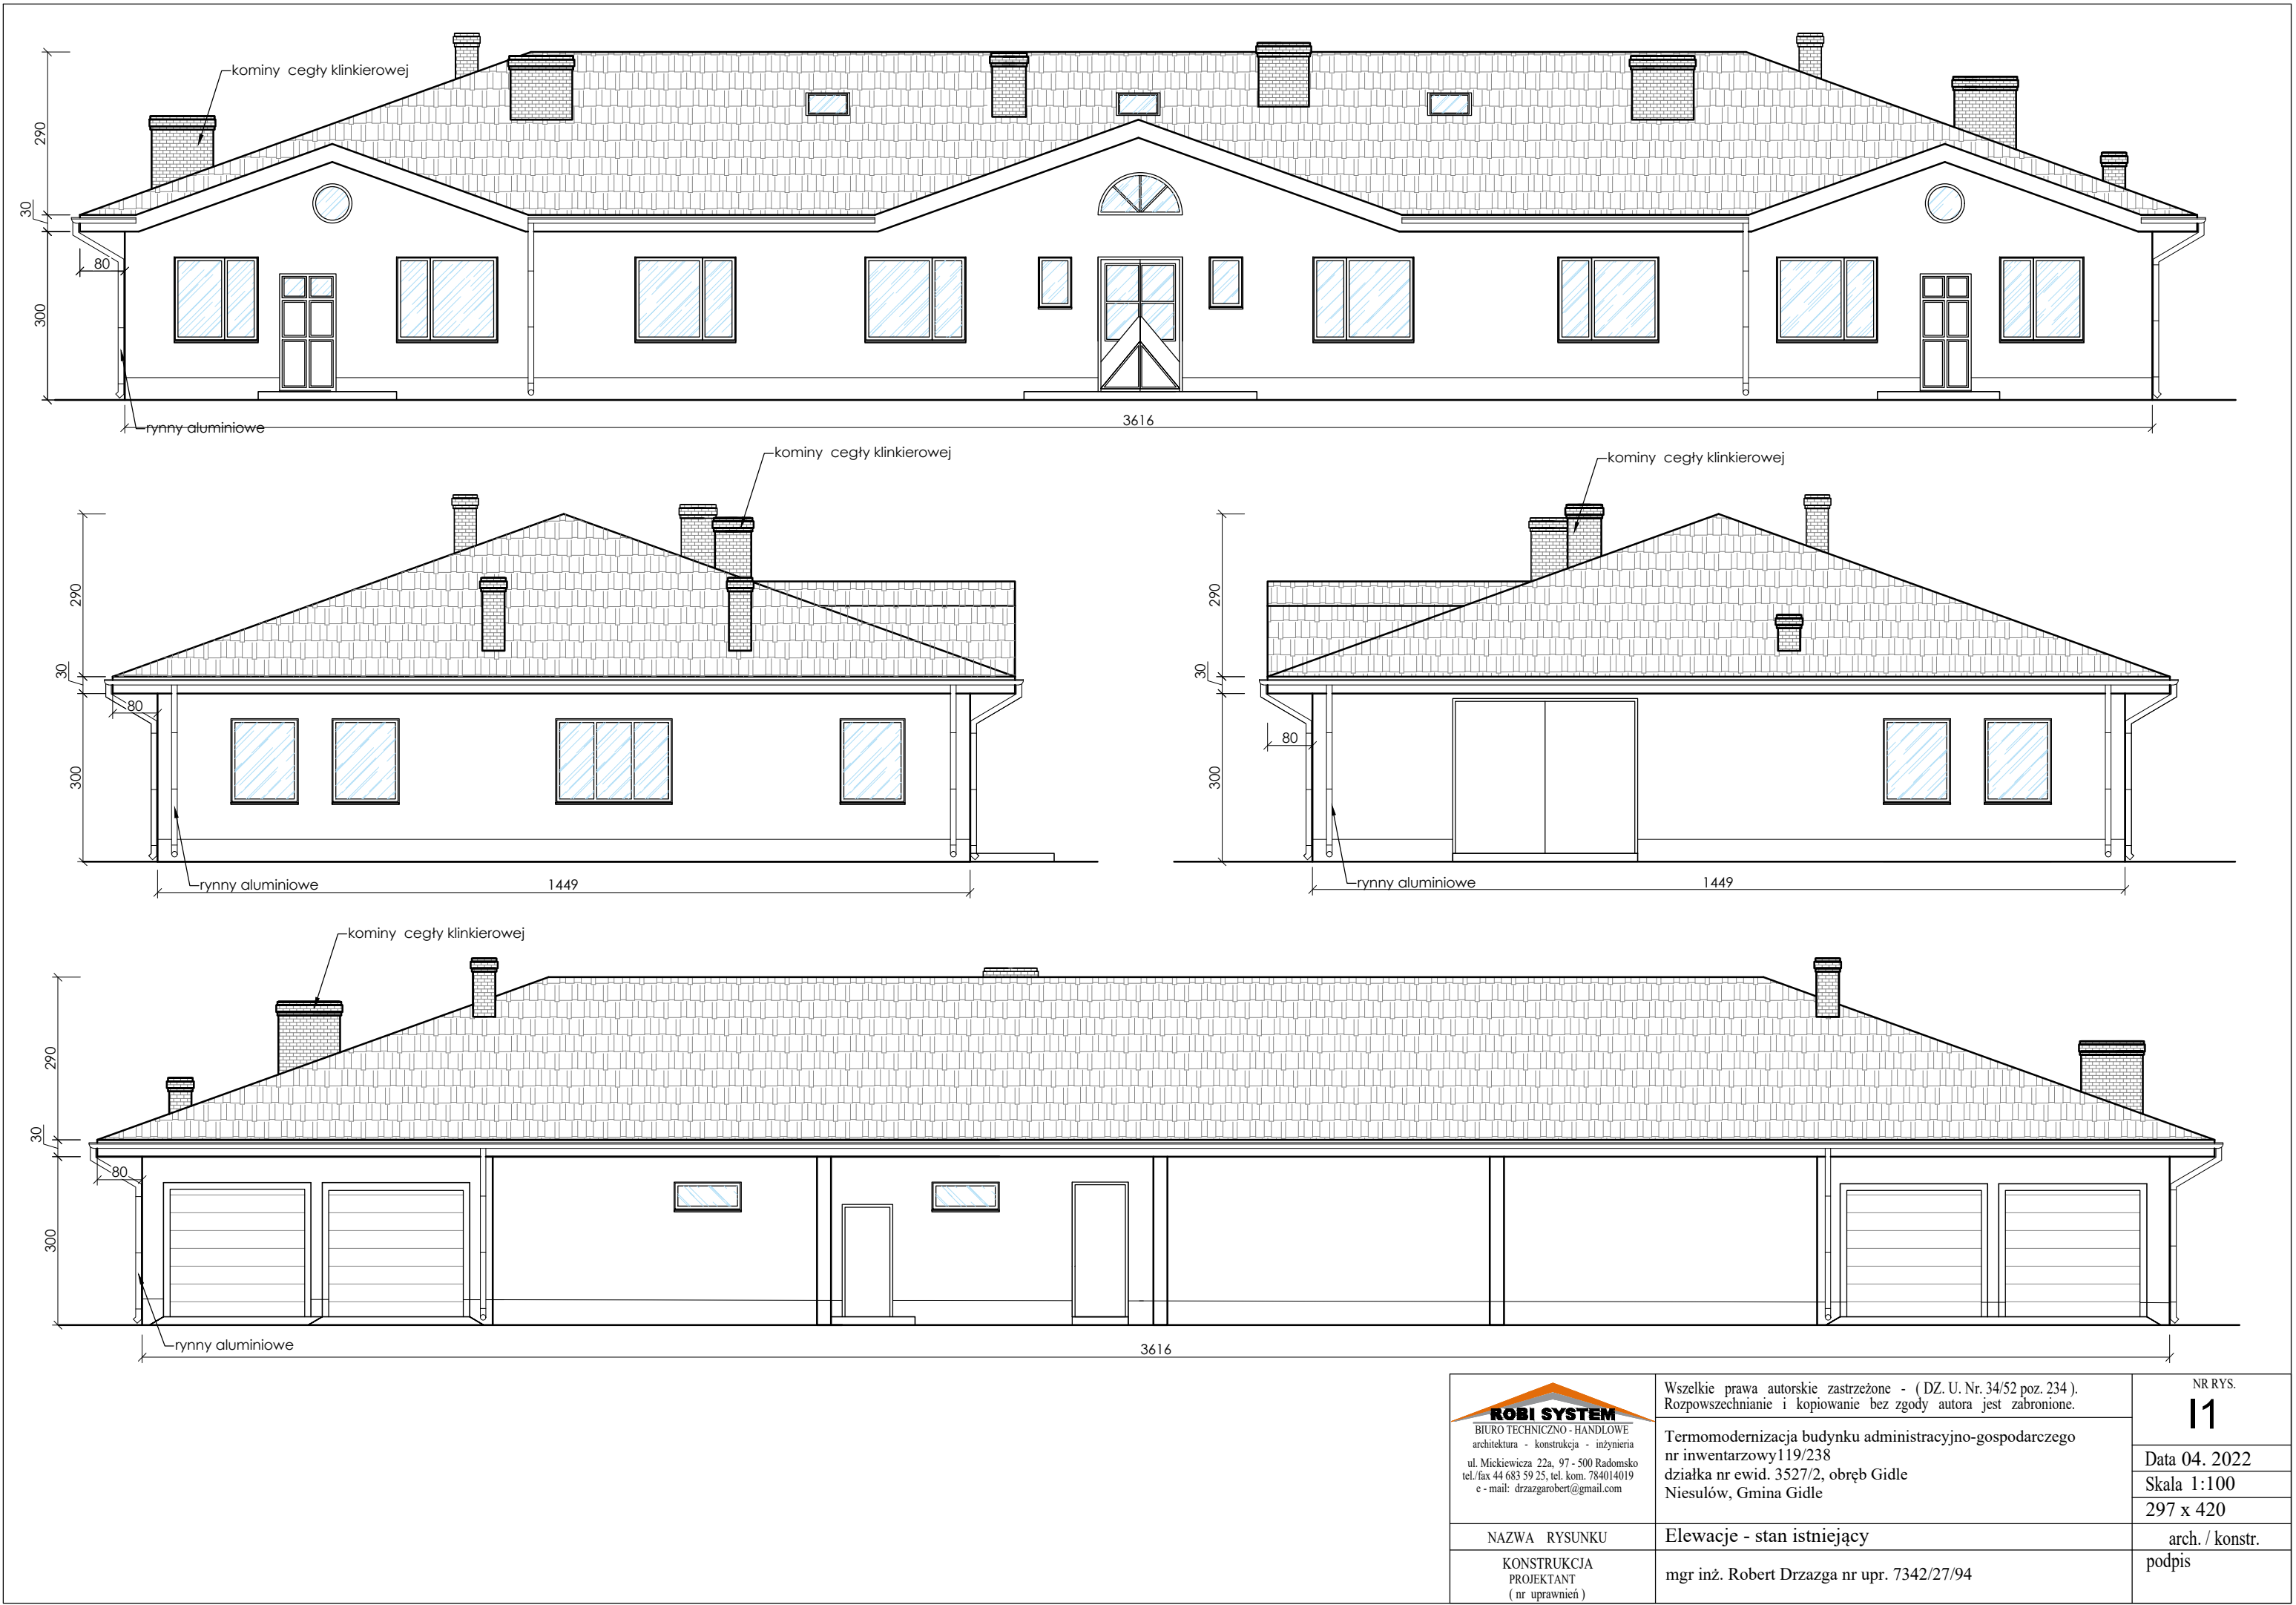 kominy cegły klinkierowej
290
30
80
300
rynny aluminiowe
3616
kominy cegły klinkierowej
290
30
80
300
rynny aluminiowe
1449
kominy cegły klinkierowej
290
30
80
300
rynny aluminiowe
1449
kominy cegły klinkierowej
290
30
80
300
rynny aluminiowe
3616
ROBI SYSTEM
BIURO TECHNICZNO - HANDLOWE
architektura - konstrukcja - inżynieria
ul. Mickiewicza 22a, 97 - 500 Radomsko
tel./fax 44 683 59 25, tel. kom. 784014019
e - mail: drzazgarobert@gmail.com
Wszelkie prawa autorskie zastrzeżone - ( DZ. U. Nr. 34/52 poz. 234 ).
Rozpowszechnianie i kopiowanie bez zgody autora jest zabronione.
Termomodernizacja budynku administracyjno-gospodarczego
nr inwentarzowy119/238
działka nr ewid. 3527/2, obręb Gidle
Niesulów, Gmina Gidle
NR RYS.
I1
Data 04. 2022
Skala 1:100
297 x 420
NAZWA RYSUNKU
Elewacje - stan istniejący
arch. / konstr.
KONSTRUKCJA
PROJEKTANT
( nr uprawnień )
mgr inż. Robert Drzazga nr upr. 7342/27/94
podpis